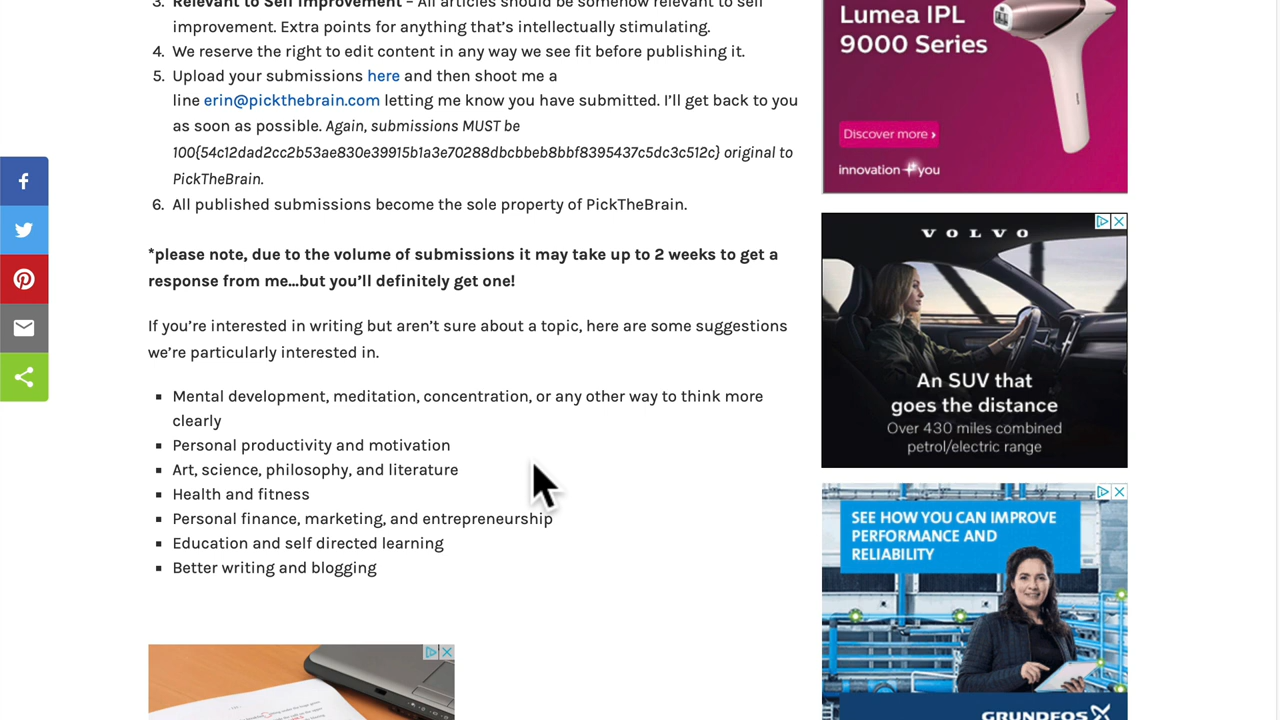 3. Relevant to Self Improvement – All articles should be somehow relevant to self
improvement. Extra points for anything that's intellectually stimulating.
4. We reserve the right to edit content in any way we see fit before publishing it.
5. Upload your submissions here and then shoot me a
line erin@pickthebrain.com letting me know you have submitted. I'll get back to you
as soon as possible. Again, submissions MUST be
100{54c12dad2cc2b53ae830e39915b1a3e70288dbcbbeb8bbf8395437c5dc3c512c} original to
PickTheBrain.
6. All published submissions become the sole property of PickTheBrain.
*please note, due to the volume of submissions it may take up to 2 weeks to get a
response from me...but you'll definitely get one!
If you're interested in writing but aren't sure about a topic, here are some suggestions
we're particularly interested in.
Mental development, meditation, concentration, or any other way to think more
clearly
Personal productivity and motivation
Art, science, philosophy, and literature
Health and fitness
Personal finance, marketing, and entrepreneurship
Education and self directed learning
Better writing and blogging
Lumea IPL
9000 Series
Discover more ›
innovation you
VOLVO
An SUV that
goes the distance
Over 430 miles combined
petrol/electric range
SEE HOW YOU CAN IMPROVE
PERFORMANCE AND
RELIABILITY
GRUNDFOS